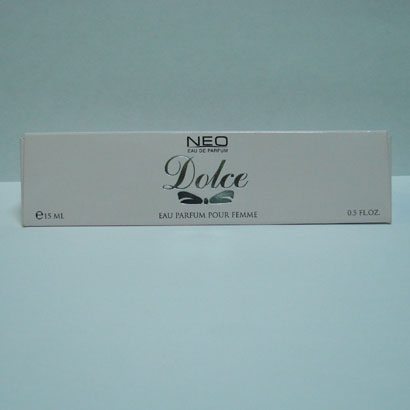 NEO
EAU DE PARFUM
Dolce
e 15 ML EAU PARFUM POUR FEMME 0.5 FL.OZ.